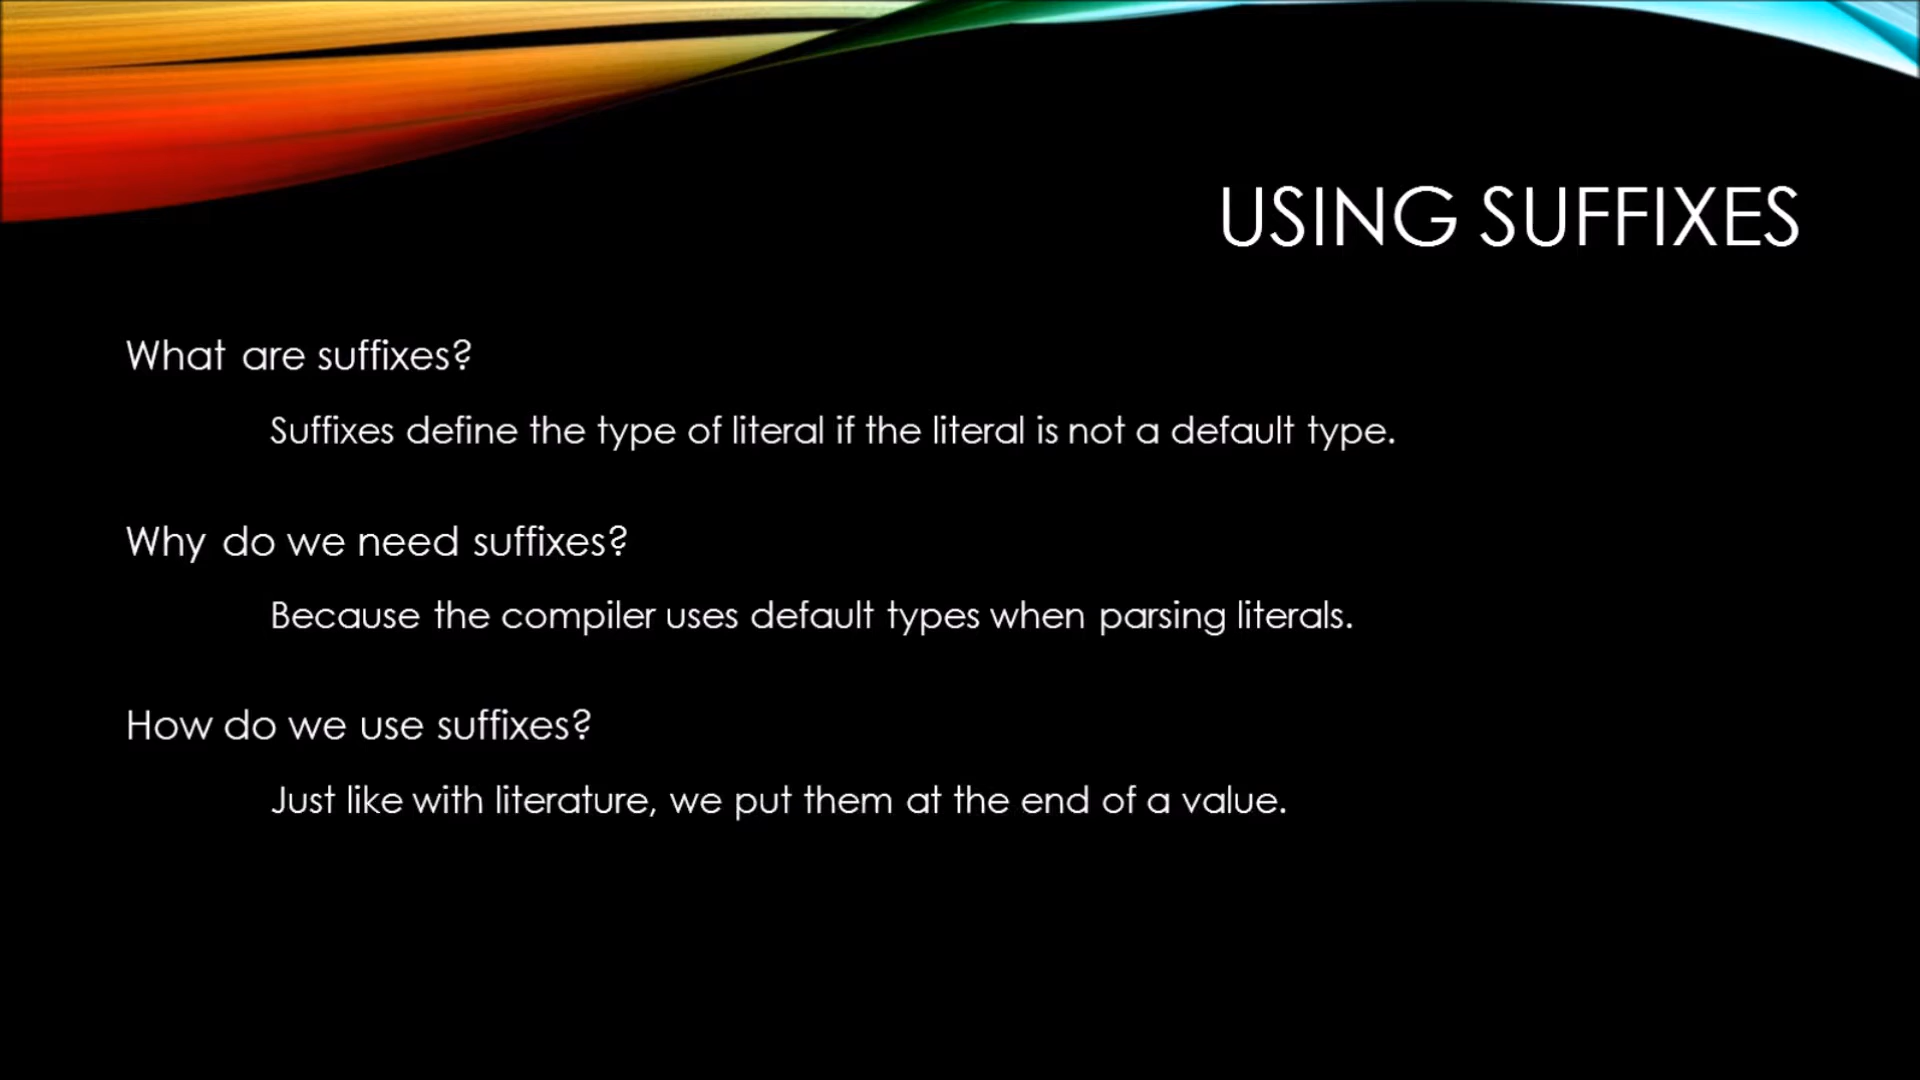 USING SUFFIXES
What are suffixes?
Suffixes define the type of literal if the literal is not a default type.
Why do we need suffixes?
Because the compiler uses default types when parsing literals.
How do we use suffixes?
Just like with literature, we put them at the end of a value.